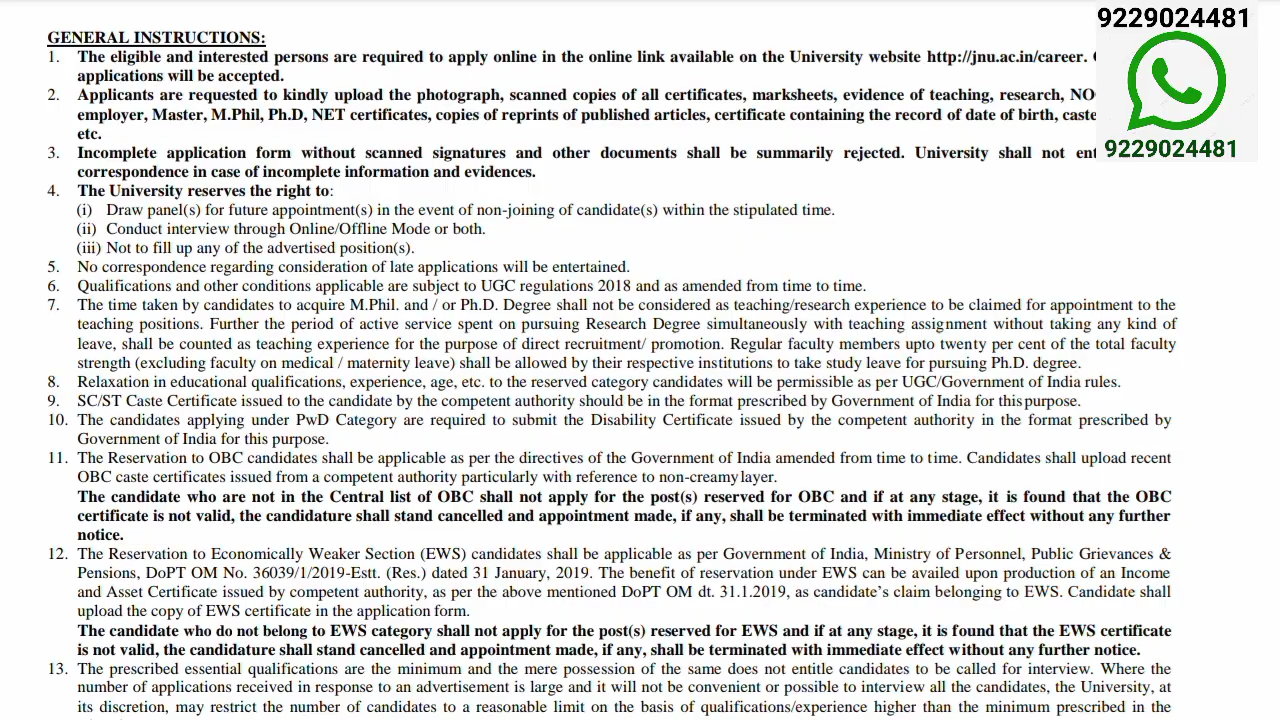 9229024481
GENERAL INSTRUCTIONS:
1. The eligible and interested persons are required to apply online in the online link available on the University website http://jnu.ac.in/career.
applications will be accepted.
2. Applicants are requested to kindly upload the photograph, scanned copies of all certificates, marksheets, evidence of teaching, research,
employer, Master, M.Phil, Ph.D, NET certificates, copies of reprints of published articles, certificate containing the record of date of birth, caste
etc.
3. Incomplete application form without scanned signatures and other documents shall be summarily rejected. University shall not
9229024481
correspondence in case of incomplete information and evidences.
4. The University reserves the right to:
(i) Draw panel(s) for future appointment(s) in the event of non-joining of candidate(s) within the stipulated time.
(ii) Conduct interview through Online/Offline Mode or both.
(iii) Not to fill up any of the advertised position(s).
5. No correspondence regarding consideration of late applications will be entertained.
6. Qualifications and other conditions applicable are subject to UGC regulations 2018 and as amended from time to time.
7. The time taken by candidates to acquire M.Phil. and / or Ph.D. Degree shall not be considered as teaching/research experience to be claimed for appointment to the
teaching positions. Further the period of active service spent on pursuing Research Degree simultaneously with teaching assignment without taking any kind of
leave, shall be counted as teaching experience for the purpose of direct recruitment/ promotion. Regular faculty members upto twenty per cent of the total faculty
strength (excluding faculty on medical / maternity leave) shall be allowed by their respective institutions to take study leave for pursuing Ph.D. degree.
8. Relaxation in educational qualifications, experience, age, etc. to the reserved category candidates will be permissible as per UGC/Government of India rules.
9. SC/ST Caste Certificate issued to the candidate by the competent authority should be in the format prescribed by Government of India for this purpose.
10. The candidates applying under PwD Category are required to submit the Disability Certificate issued by the competent authority in the format prescribed by
Government of India for this purpose.
11. The Reservation to OBC candidates shall be applicable as per the directives of the Government of India amended from time to time. Candidates shall upload recent
OBC caste certificates issued from a competent authority particularly with reference to non-creamy layer.
The candidate who are not in the Central list of OBC shall not apply for the post(s) reserved for OBC and if at any stage, it is found that the OBC
certificate is not valid, the candidature shall stand cancelled and appointment made, if any, shall be terminated with immediate effect without any further
notice.
12. The Reservation to Economically Weaker Section (EWS) candidates shall be applicable as per Government of India, Ministry of Personnel, Public Grievances &
Pensions, DoPT OM No. 36039/1/2019-Estt. (Res.) dated 31 January, 2019. The benefit of reservation under EWS can be availed upon production of an Income
and Asset Certificate issued by competent authority, as per the above mentioned DoPT OM dt. 31.1.2019, as candidate's claim belonging to EWS. Candidate shall
upload the copy of EWS certificate in the application form.
The candidate who do not belong to EWS category shall not apply for the post(s) reserved for EWS and if at any stage, it is found that the EWS certificate
is not valid, the candidature shall stand cancelled and appointment made, if any, shall be terminated with immediate effect without any further notice.
13. The prescribed essential qualifications are the minimum and the mere possession of the same does not entitle candidates to be called for interview. Where the
number of applications received in response to an advertisement is large and it will not be convenient or possible to interview all the candidates, the University, at
its discretion, may restrict the number of candidates to a reasonable limit on the basis of qualifications/experience higher than the minimum prescribed in the